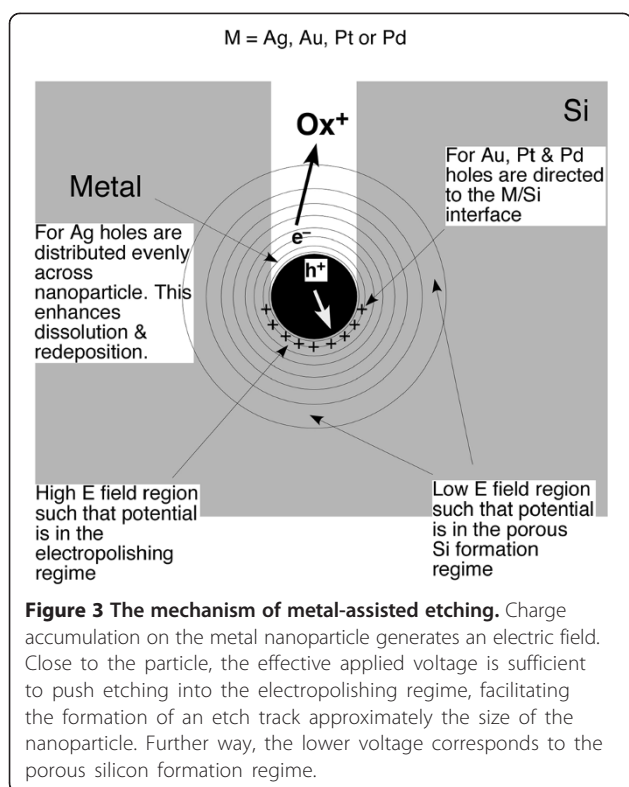 M = Ag, Au, Pt or Pd
Si
Ox+
Metal
For Au, Pt & Pd
holes are directed
to the M/Si
interface
For Ag holes are
distributed evenly
across
nanoparticle. This
enhances
dissolution &
redeposition.
e−
h+
+ + + + + + + + +
High E field region
such that potential
is in the
electropolishing
regime
Low E field region
such that potential
is in the porous
Si formation
regime
Figure 3 The mechanism of metal-assisted etching. Charge
accumulation on the metal nanoparticle generates an electric field.
Close to the particle, the effective applied voltage is sufficient
to push etching into the electropolishing regime, facilitating
the formation of an etch track approximately the size of the
nanoparticle. Further way, the lower voltage corresponds to the
porous silicon formation regime.